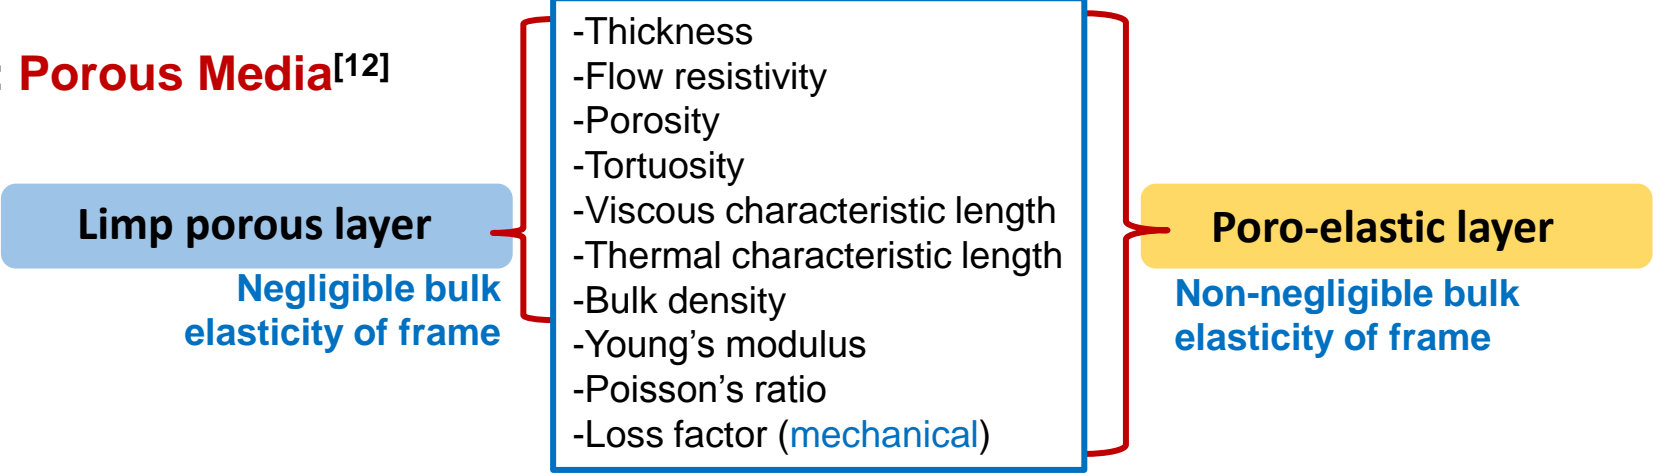 : Porous Media[12]
Limp porous layer
Negligible bulk
elasticity of frame
-Thickness
-Flow resistivity
-Porosity
-Tortuosity
-Viscous characteristic length
-Thermal characteristic length
-Bulk density
-Young’s modulus
-Poisson’s ratio
-Loss factor (mechanical)
Poro-elastic layer
Non-negligible bulk
elasticity of frame